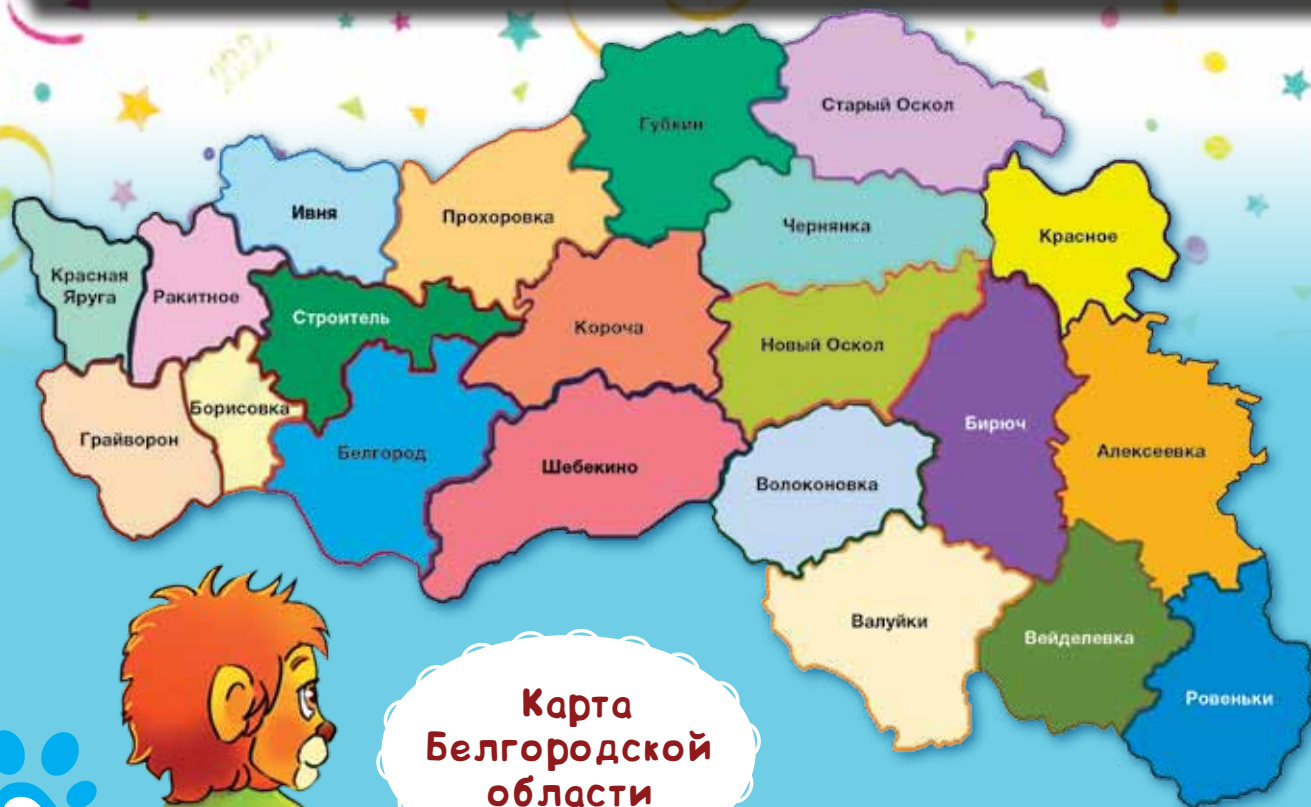 Губкин
Старый Оскол
Ивня
Прохоровка
Чернянка
Красное
Красная
Яруга
Ракитное
Строитель
Короча
Новый Оскол
Борисовка
Грайворон
Белгород
Шебекино
Бирюч
Волоконовка
Алексеевка
Валуйки
Вейделевка
Ровеньки
Карта
Белгородской
области